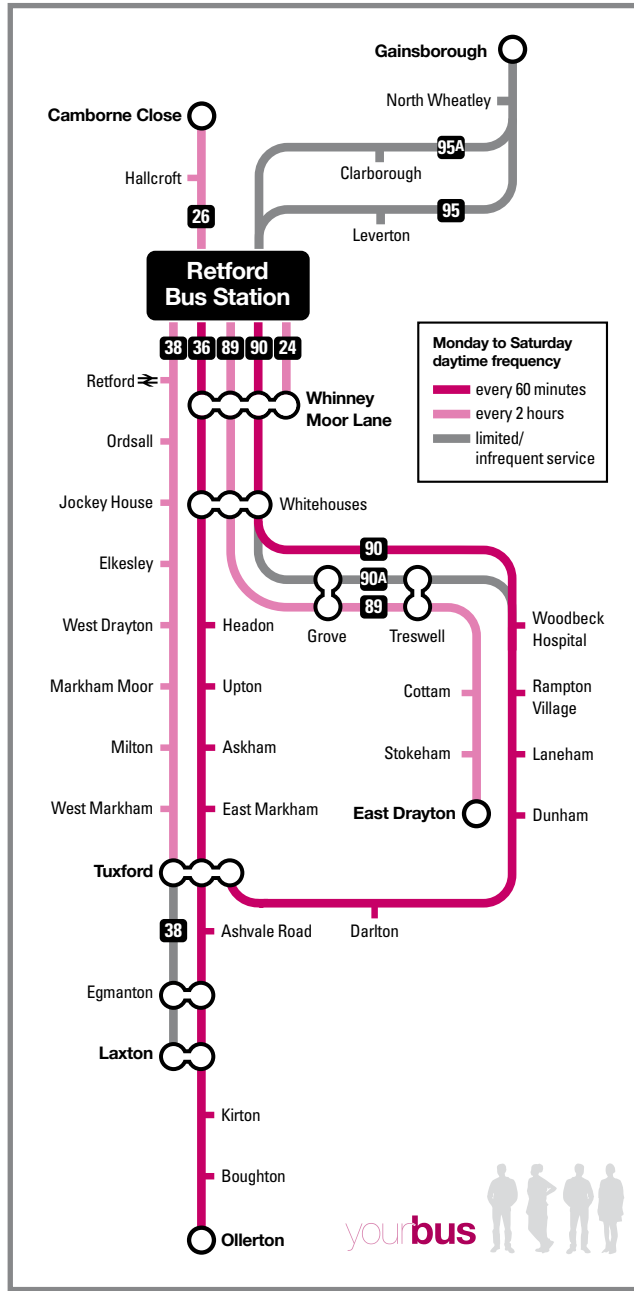 Gainsborough
North Wheatley
Camborne Close
95A
Clarborough
Hallcroft
95
26
Leverton
Retford
Bus Station
38 36 89 90 24
Monday to Saturday
daytime frequency
every 60 minutes
every 2 hours
limited/
infrequent service
Retford
Whinney
Moor Lane
Ordsall
Jockey House
Whitehouses
90
Elkesley
90A
89
Grove
Treswell
West Drayton
Headon
Woodbeck
Hospital
Markham Moor
Upton
Cottam
Rampton
Village
Milton
Askham
Stokeham
Laneham
West Markham
East Markham
East Drayton
Dunham
Tuxford
38
Ashvale Road
Darlton
Egmanton
Laxton
Kirton
Boughton
Ollerton
yourbus